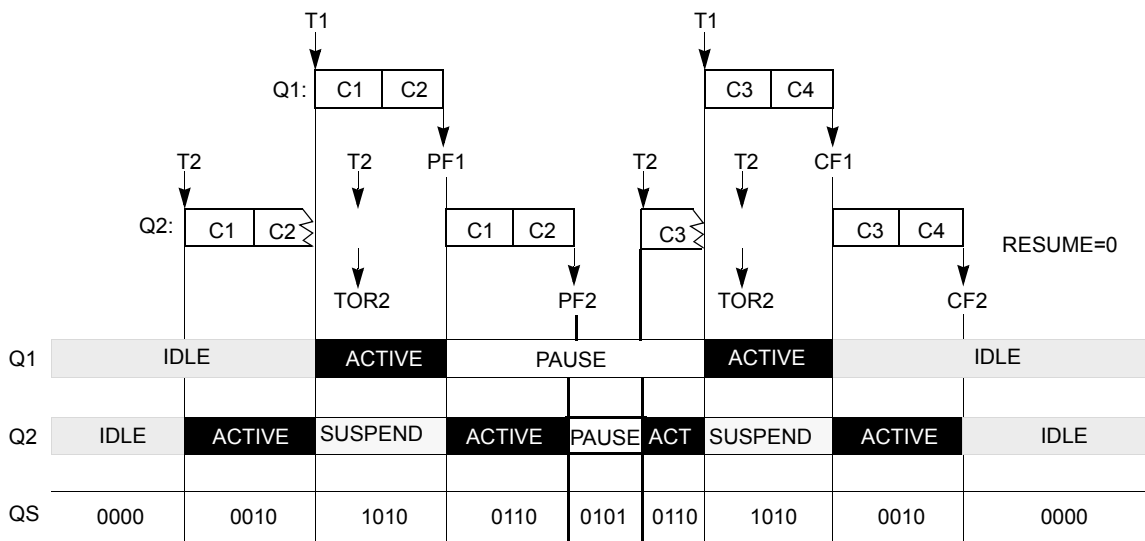 T1 T1
Q1: C1 C2 C3 C4
T2 T2 PF1 T2 T2 CF1
Q2: C1 C2 C1 C2 C3 C3 C4 RESUME=0
TOR2 PF2 TOR2 CF2
Q1 IDLE ACTIVE PAUSE ACTIVE IDLE
Q2 IDLE ACTIVE SUSPEND ACTIVE PAUSE ACT SUSPEND ACTIVE IDLE
QS 0000 0010 1010 0110 0101 0110 1010 0010 0000